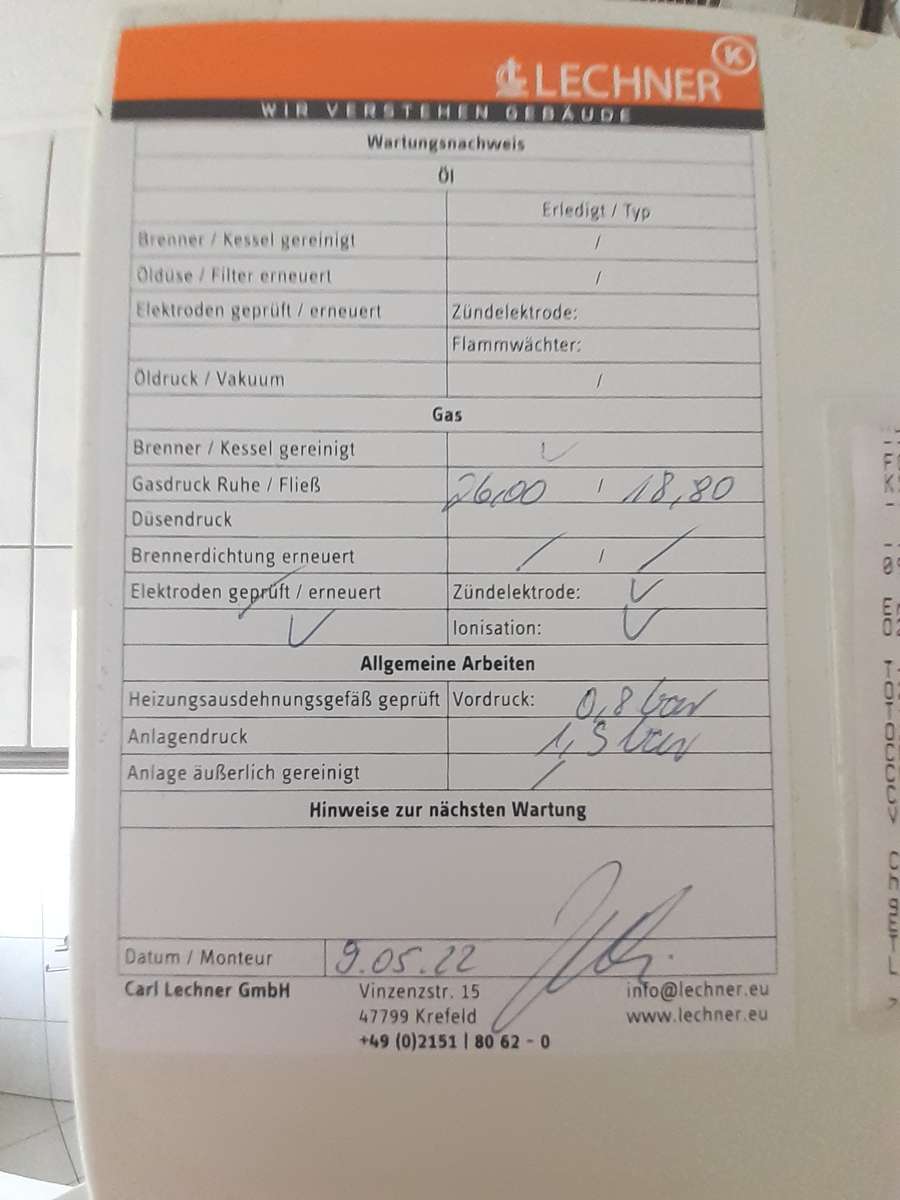 LECHNER K
WIR VERSTEHEN GEBÄUDE
Wartungsnachweis
Öl
Erledigt / Typ
Brenner / Kessel gereinigt /
Öldüse / Filter erneuert /
Elektroden geprüft / erneuert Zündelektrode:
Flammwächter:
Öldruck / Vakuum /
Gas
Brenner / Kessel gereinigt ✓
Gasdruck Ruhe / Fließ 26,00 / 18,80
Düsendruck
Brennerdichtung erneuert / / /
Elektroden geprüft / erneuert Zündelektrode: ✓
✓ Ionisation: ✓
Allgemeine Arbeiten
Heizungsausdehnungsgefäß geprüft Vordruck: 0,8 bar
Anlagendruck 1,5 bar
Anlage äußerlich gereinigt /
Hinweise zur nächsten Wartung
Datum / Monteur 9.05.22
Carl Lechner GmbH Vinzenzstr. 15 info@lechner.eu
47799 Krefeld www.lechner.eu
+49 (0)2151 | 80 62 - 0